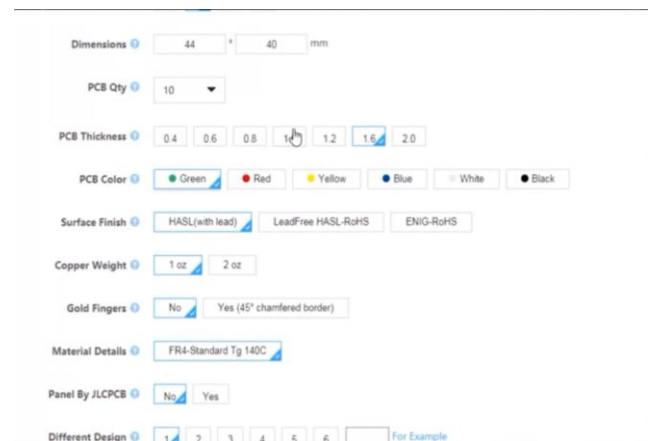 Dimensions 44 * 40 mm
PCB Qty 10
PCB Thickness 0.4 0.6 0.8 1.2 1.6 2.0
PCB Color Green Red Yellow Blue White Black
Surface Finish HASL(with lead) LeadFree HASL-RoHS ENIG-RoHS
Copper Weight 1 oz 2 oz
Gold Fingers No Yes (45° chamfered border)
Material Details FR4-Standard Tg 140C
Panel By JLCPCB No Yes
Different Design 1 2 3 4 5 6 For Example